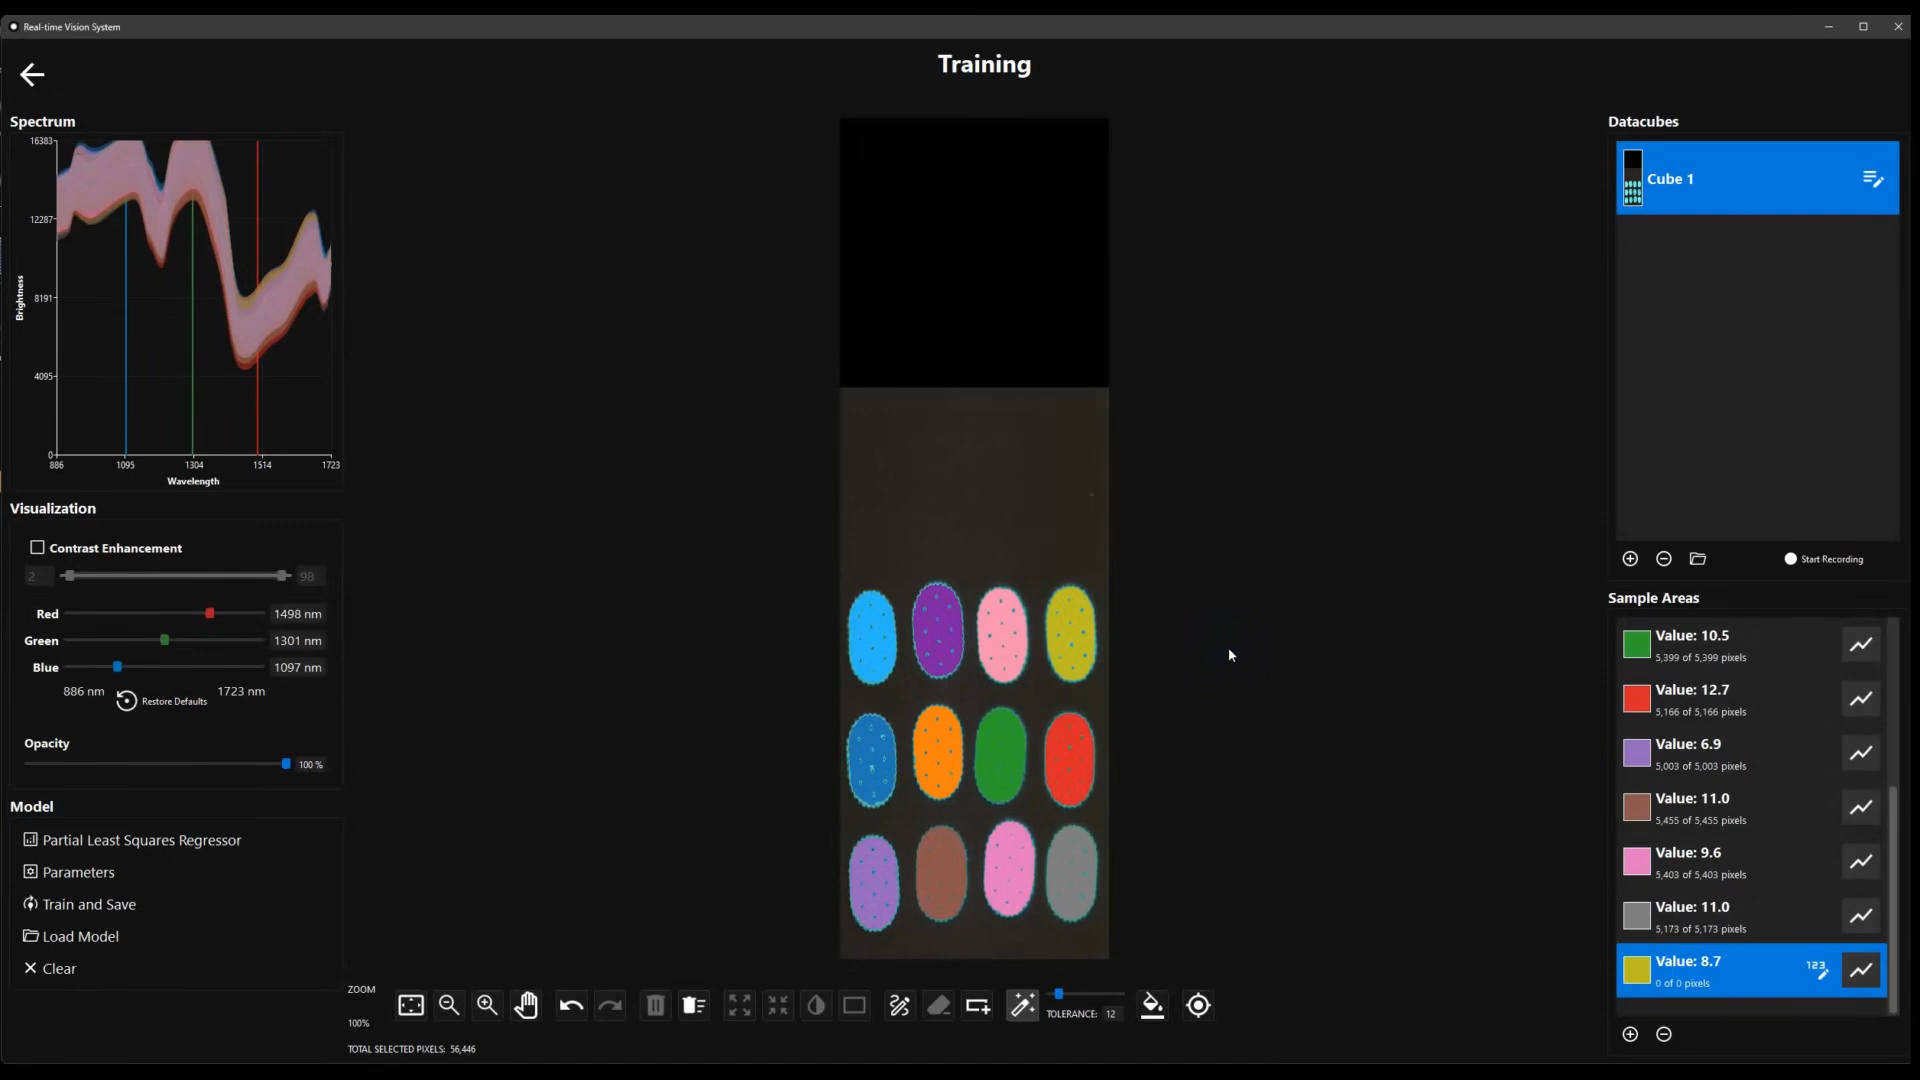 Real-time Vision System
Training
Spectrum
16383
12287
8191
4095
0
Brightness
886 1095 1304 1514 1723
Wavelength
Visualization
Contrast Enhancement
2 98
Red 1498 nm
Green 1301 nm
Blue 1097 nm
886 nm 1723 nm
Restore Defaults
Opacity
100 %
Model
Partial Least Squares Regressor
Parameters
Train and Save
Load Model
Clear
ZOOM
100%
TOLERANCE: 12
TOTAL SELECTED PIXELS: 56,446
Datacubes
Cube 1
Start Recording
Sample Areas
Value: 10.5
5,399 of 5,399 pixels
Value: 12.7
5,166 of 5,166 pixels
Value: 6.9
5,003 of 5,003 pixels
Value: 11.0
5,455 of 5,455 pixels
Value: 9.6
5,403 of 5,403 pixels
Value: 11.0
5,173 of 5,173 pixels
Value: 8.7
0 of 0 pixels
123